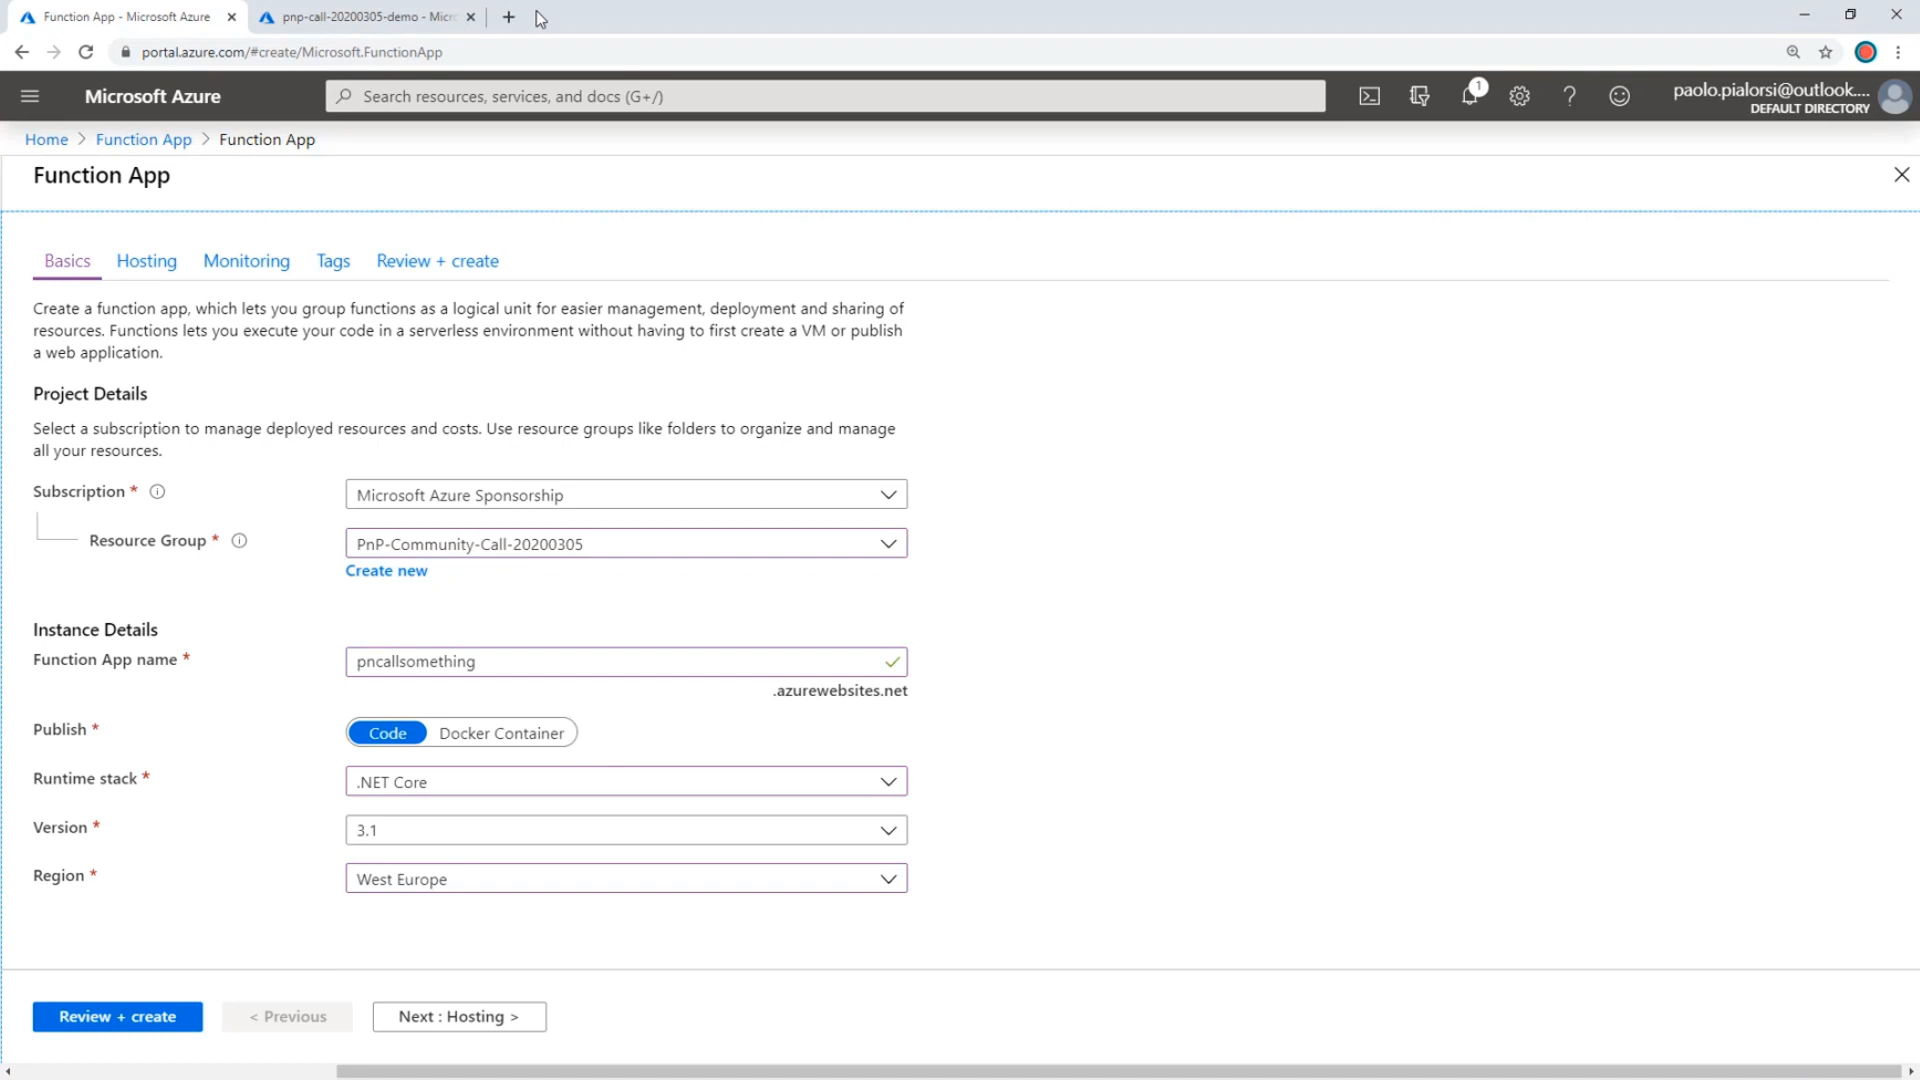 Function App - Microsoft Azure
pnp-call-20200305-demo - Micr
portal.azure.com/#create/Microsoft.FunctionApp
Microsoft Azure
Search resources, services, and docs (G+/)
1
paolo.pialorsi@outlook....
DEFAULT DIRECTORY
Home > Function App > Function App
Function App
Basics Hosting Monitoring Tags Review + create
Create a function app, which lets you group functions as a logical unit for easier management, deployment and sharing of
resources. Functions lets you execute your code in a serverless environment without having to first create a VM or publish
a web application.
Project Details
Select a subscription to manage deployed resources and costs. Use resource groups like folders to organize and manage
all your resources.
Subscription * Microsoft Azure Sponsorship
Resource Group * PnP-Community-Call-20200305
Create new
Instance Details
Function App name * pncallsomething
.azurewebsites.net
Publish * Code Docker Container
Runtime stack * .NET Core
Version * 3.1
Region * West Europe
Review + create < Previous Next : Hosting >